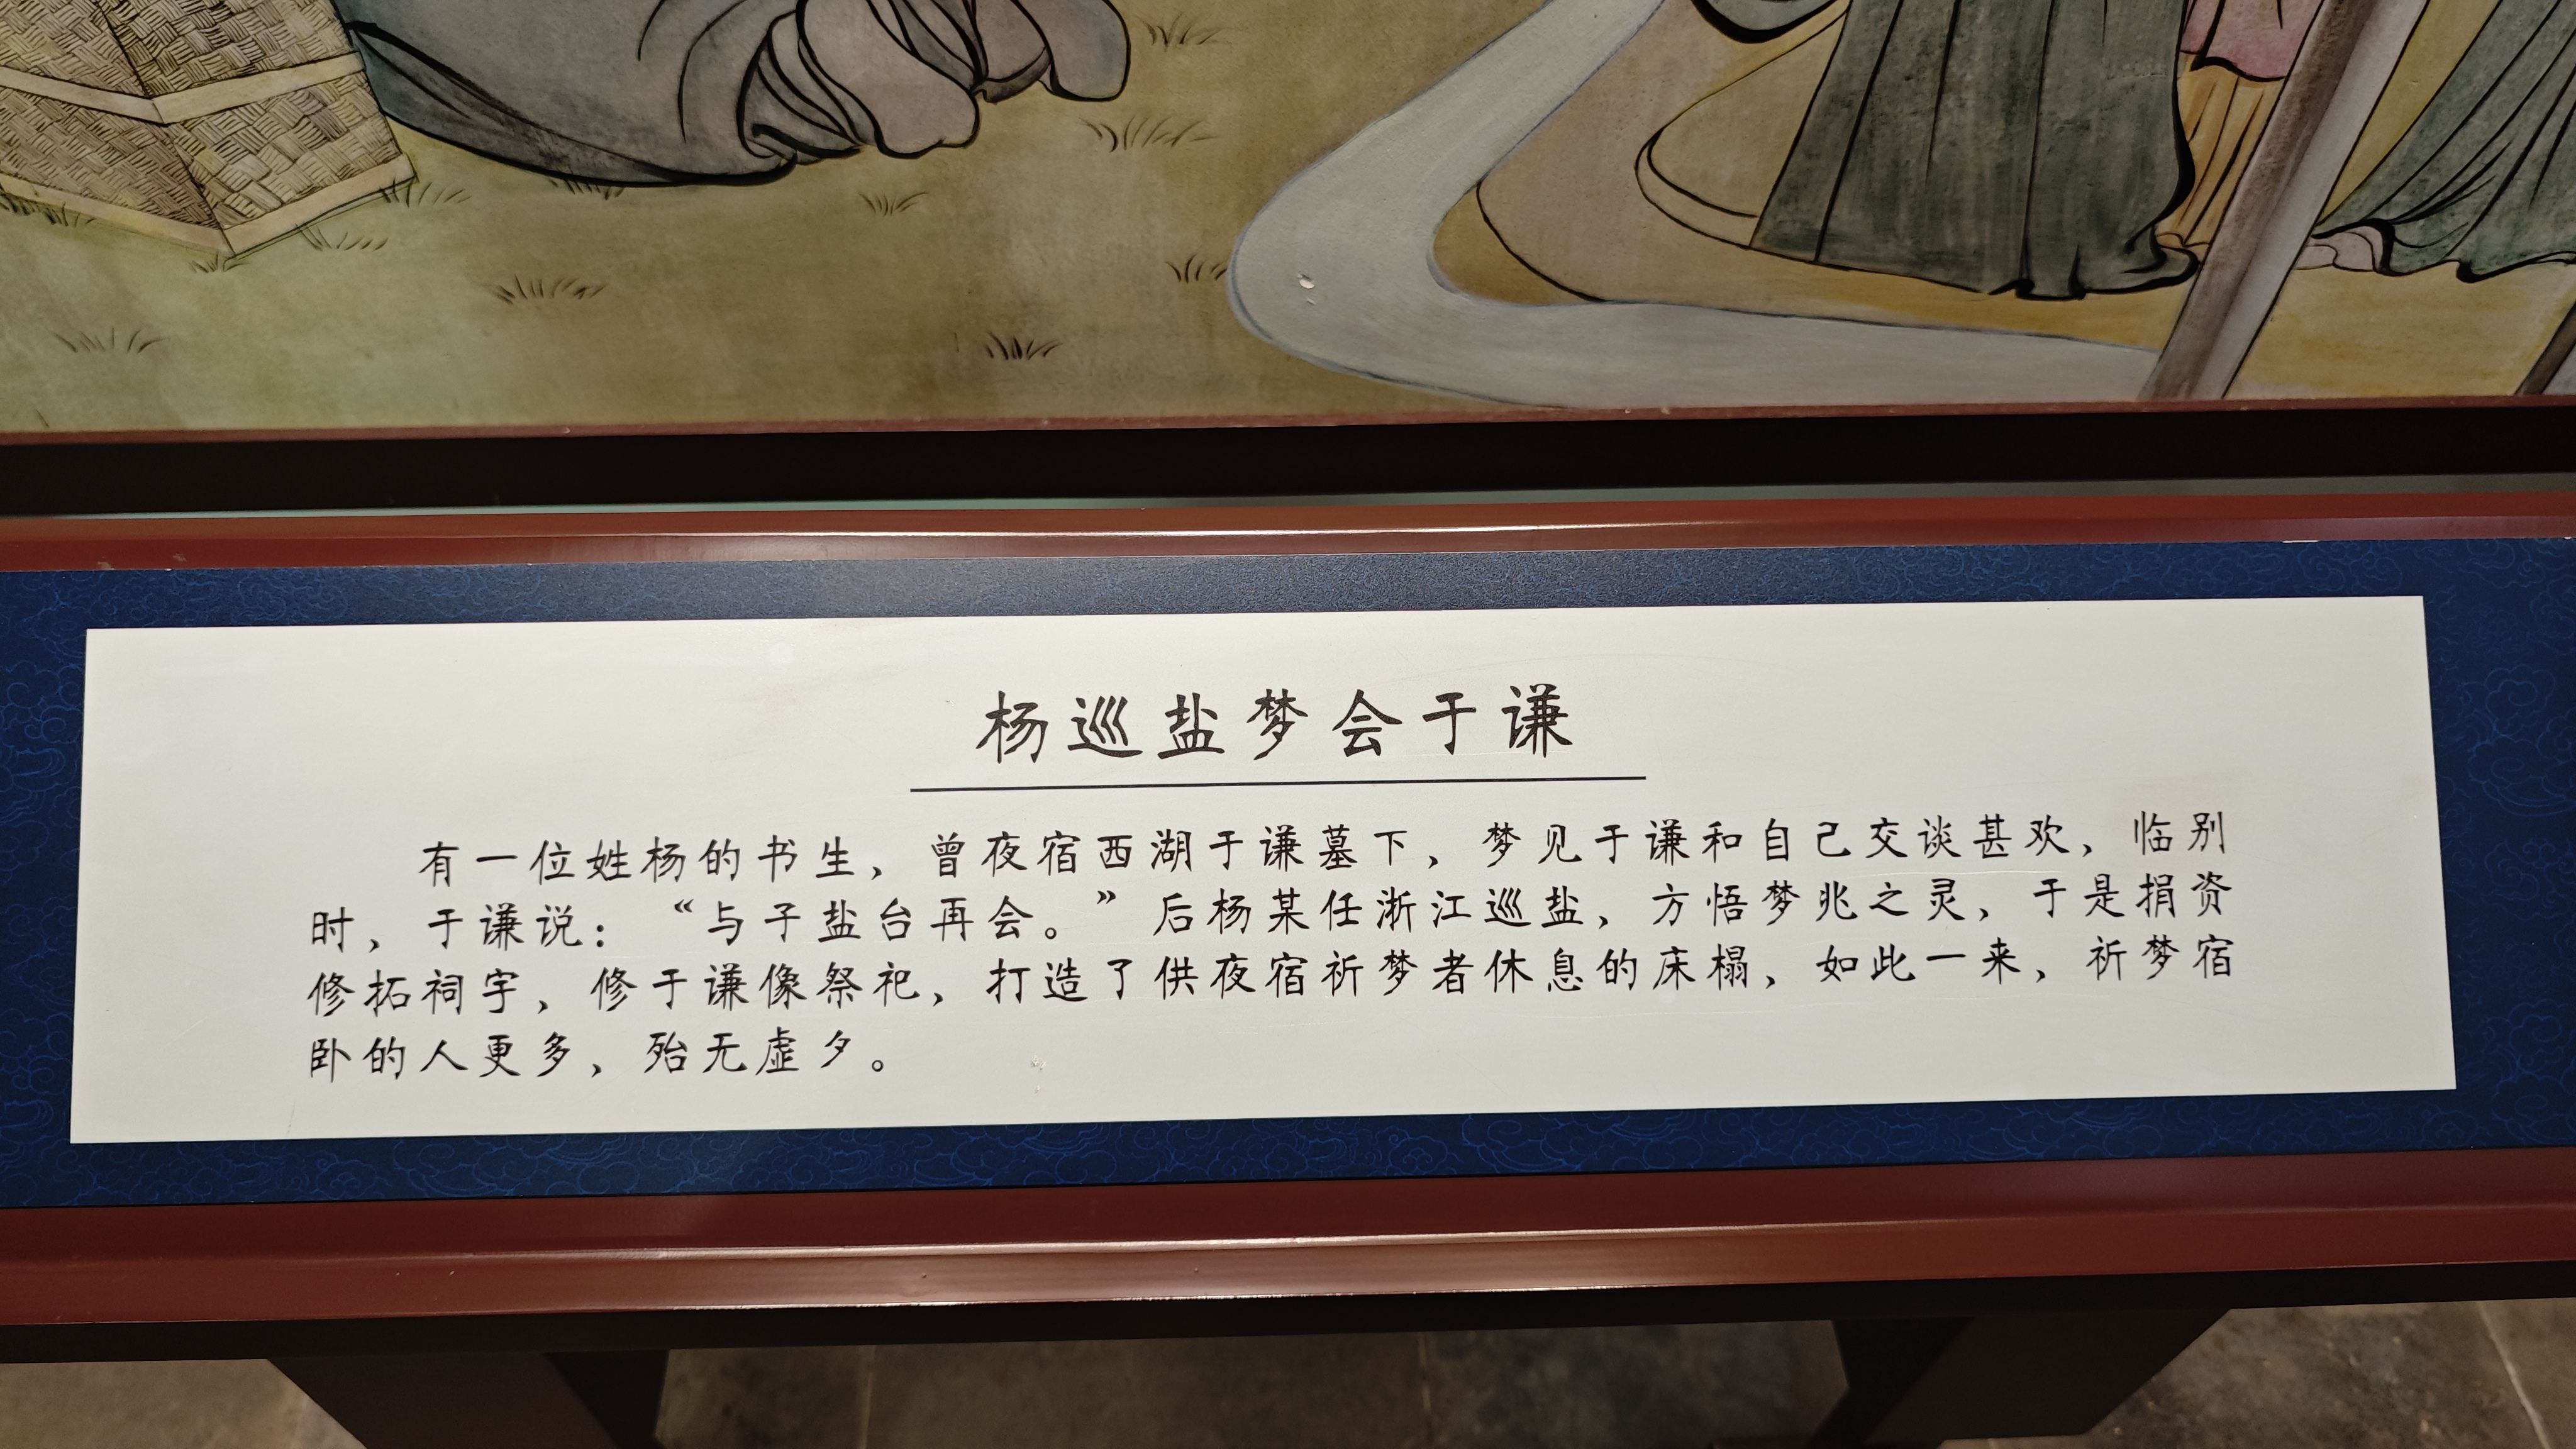 杨巡盐梦会于谦
有一位姓杨的书生，曾夜宿西湖于谦墓下，梦见于谦和自己交谈甚欢，临别
时，于谦说：“与子盐台再会。”后杨某任浙江巡盐，方悟梦兆之灵，于是捐资
修拓祠宇，修于谦像祭祀，打造了供夜宿祈梦者休息的床榻，如此一来，祈梦宿
卧的人更多，殆无虚夕。